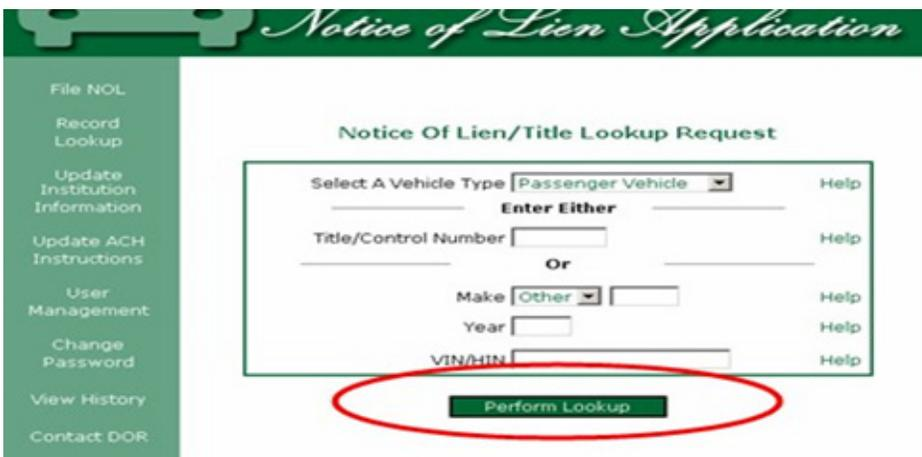 Notice of Lien Application
File NOL
Record
Lookup
Update
Institution
Information
Update ACH
Instructions
User
Management
Change
Password
View History
Contact DOR
Notice Of Lien/Title Lookup Request
Select A Vehicle Type Passenger Vehicle Help
Enter Either
Title/Control Number Help
Or
Make Other Help
Year Help
VIN/HIN Help
Perform Lookup